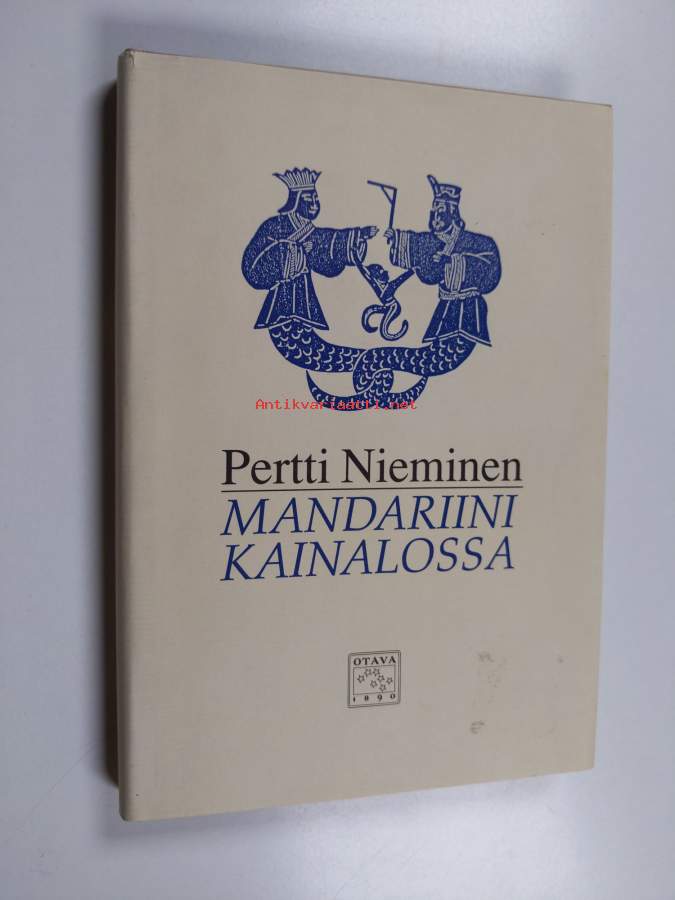 Antikvariaatti.net
Pertti Nieminen
MANDARIINI
KAINALOSSA
OTAVA
1890